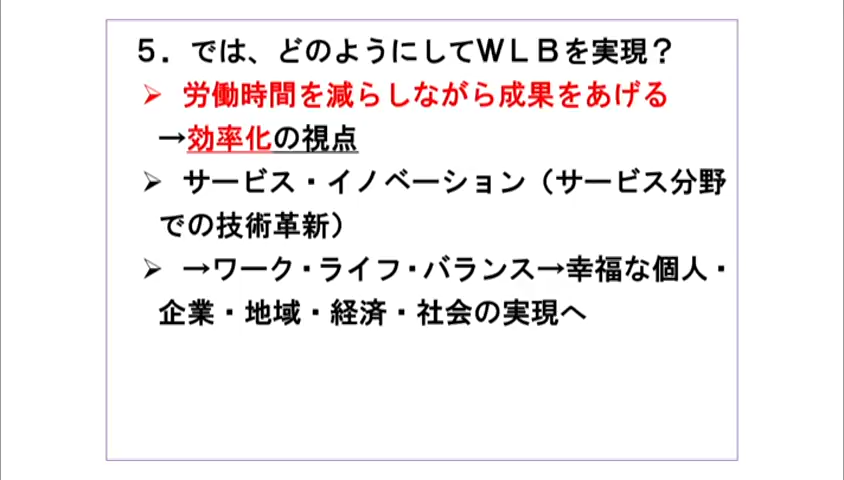 ５．では、どのようにしてＷＬＢを実現？
➢ 労働時間を減らしながら成果をあげる
→効率化の視点
➢ サービス・イノベーション（サービス分野
での技術革新）
➢ →ワーク・ライフ・バランス→幸福な個人・
企業・地域・経済・社会の実現へ